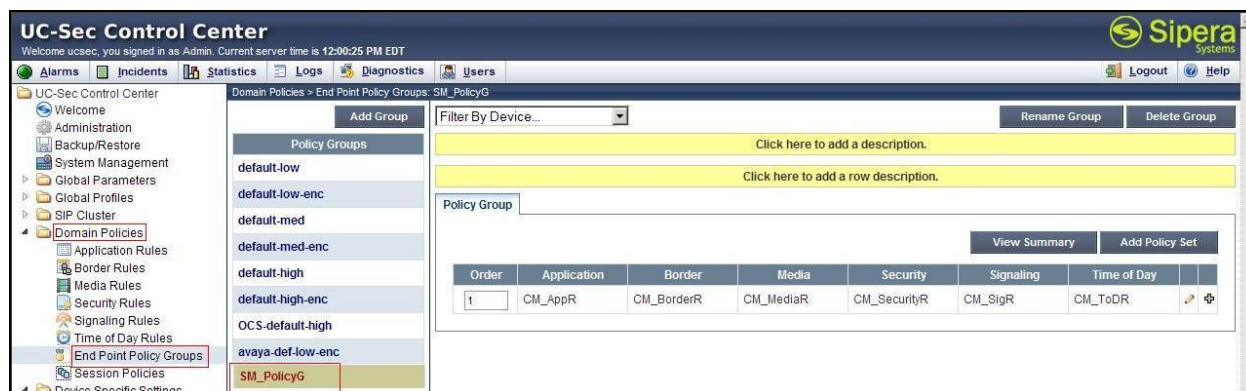 UC-Sec Control Center
Welcome ucsec, you signed in as Admin. Current server time is 12:00:25 PM EDT
Sipera
Systems
Alarms Incidents Statistics Logs Diagnostics Users Logout Help
UC-Sec Control Center
Welcome
Administration
Backup/Restore
System Management
Global Parameters
Global Profiles
SIP Cluster
Domain Policies
Application Rules
Border Rules
Media Rules
Security Rules
Signaling Rules
Time of Day Rules
End Point Policy Groups
Session Policies
Device Specific Settings
Domain Policies > End Point Policy Groups: SM_PolicyG
Add Group
Policy Groups
default-low
default-low-enc
default-med
default-med-enc
default-high
default-high-enc
OCS-default-high
avaya-def-low-enc
SM_PolicyG
Filter By Device...
Rename Group Delete Group
Click here to add a description.
Click here to add a row description.
Policy Group
View Summary Add Policy Set
Order Application Border Media Security Signaling Time of Day
1 CM_AppR CM_BorderR CM_MediaR CM_SecurityR CM_SigR CM_ToDR